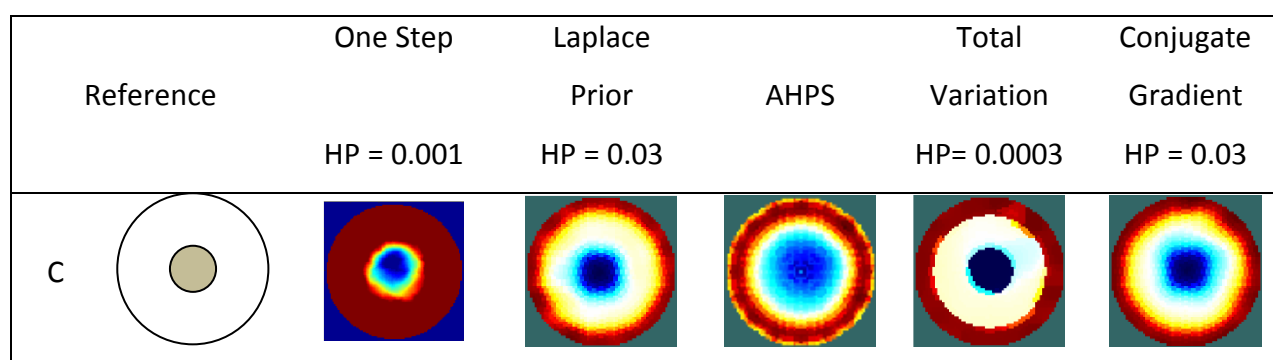 One Step
Laplace
Total
Conjugate
Reference
Prior
AHPS
Variation
Gradient
HP = 0.001
HP = 0.03
HP= 0.0003
HP = 0.03
C